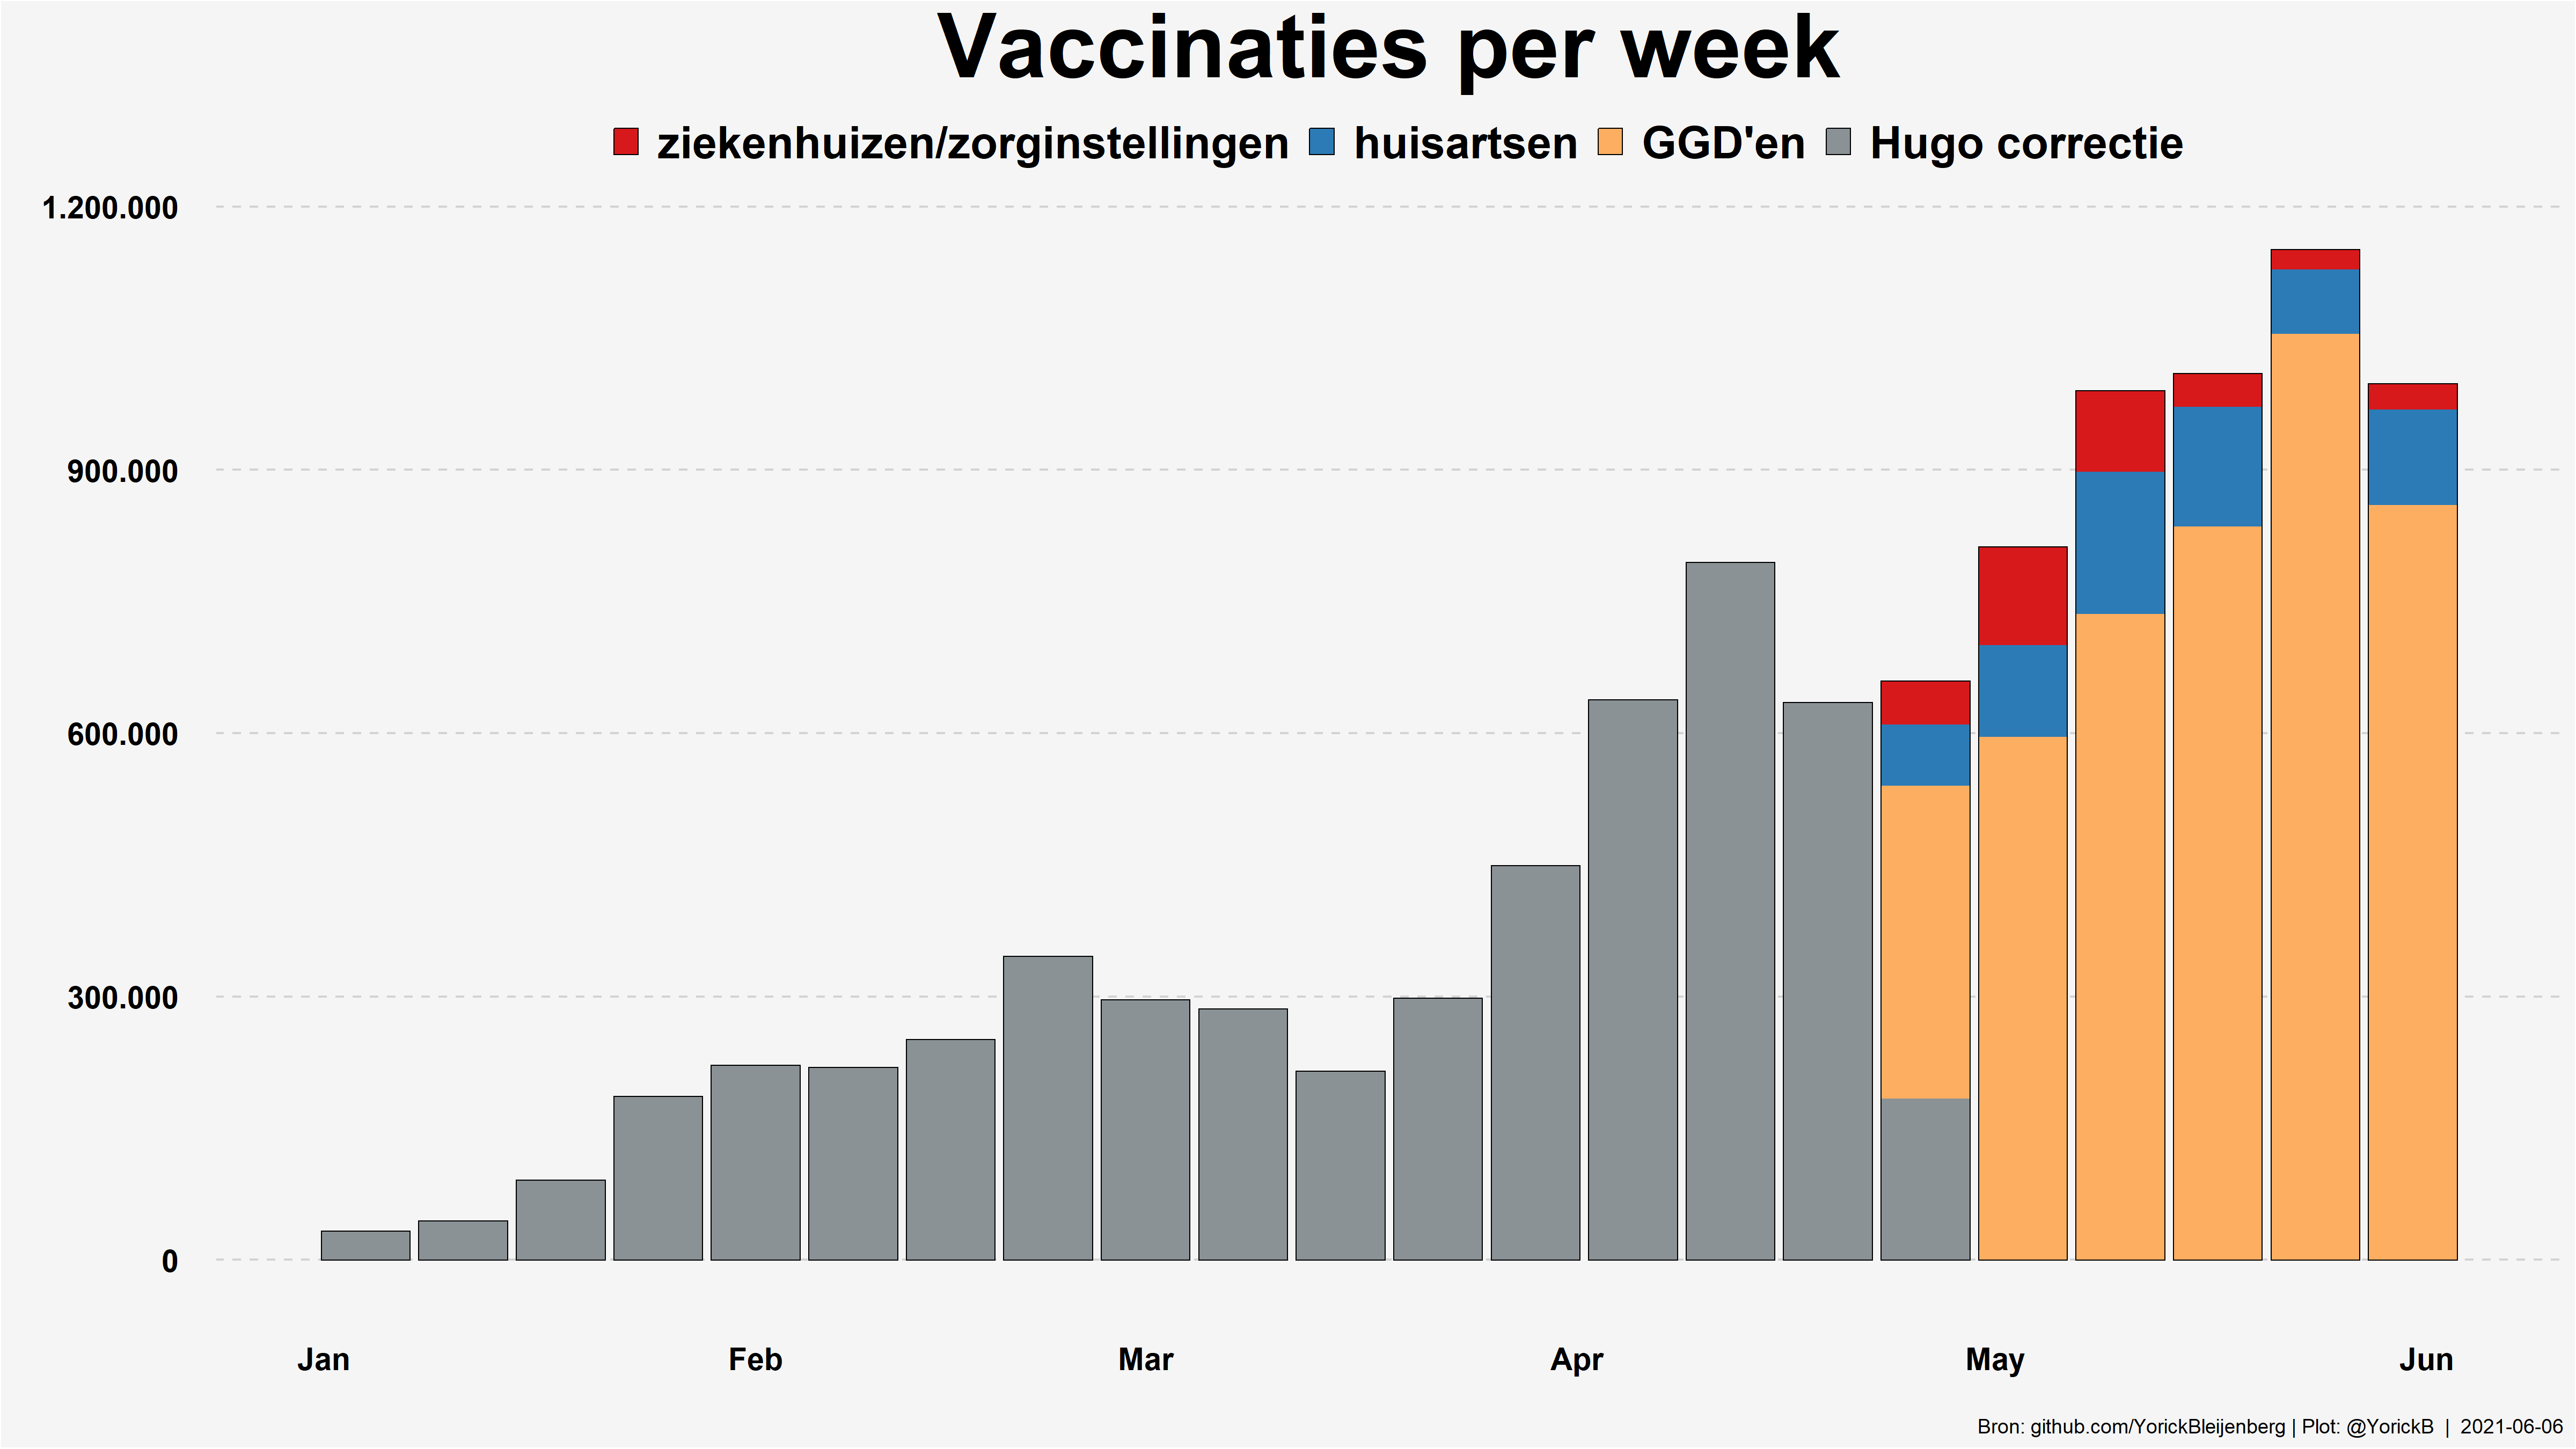 Vaccinaties per week
ziekenhuizen/zorginstellingen huisartsen GGD'en Hugo correctie
1.200.000
900.000
600.000
300.000
0
Jan Feb Mar Apr May Jun
Bron: github.com/YorickBleijenberg | Plot: @YorickB | 2021-06-06